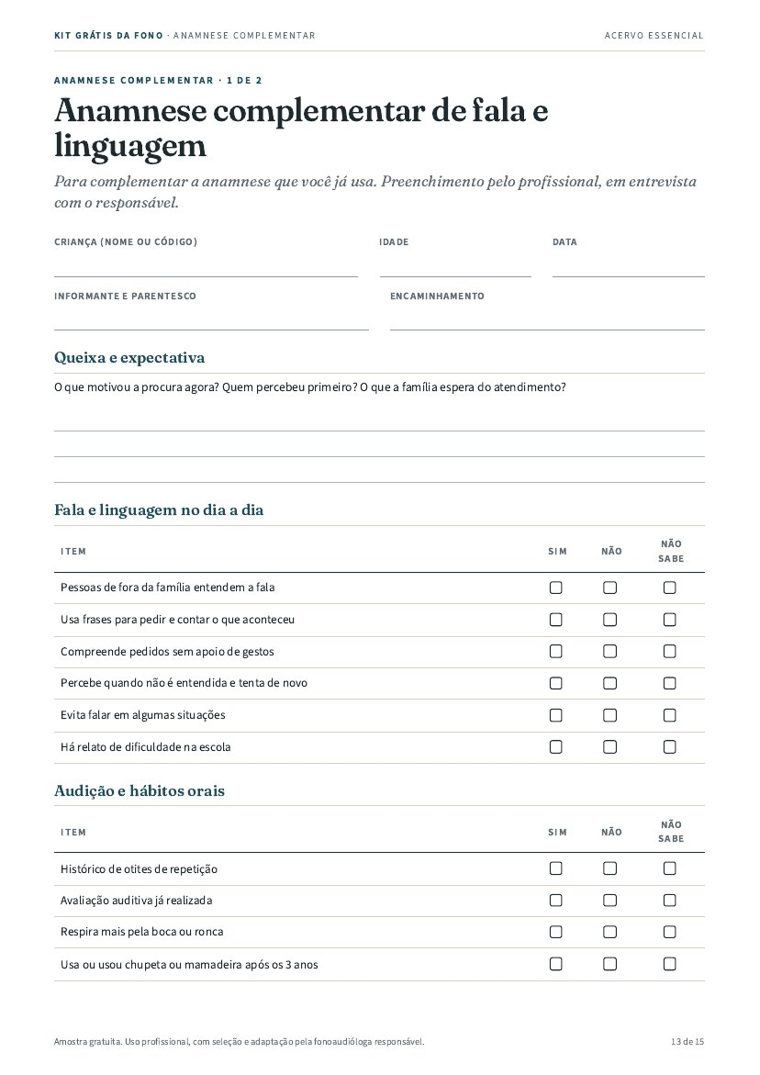 KIT GRÁTIS DA FONO · ANAMNESE COMPLEMENTAR
ACERVO ESSENCIAL
ANAMNESE COMPLEMENTAR · 1 DE 2
Anamnese complementar de fala e
linguagem
Para complementar a anamnese que você já usa. Preenchimento pelo profissional, em entrevista
com o responsável.
CRIANÇA (NOME OU CÓDIGO)
IDADE
DATA
INFORMANTE E PARENTESCO
ENCAMINHAMENTO
Queixa e expectativa
O que motivou a procura agora? Quem percebeu primeiro? O que a família espera do atendimento?
Fala e linguagem no dia a dia
ITEM SIM NÃO NÃO
SABE
Pessoas de fora da família entendem a fala
Usa frases para pedir e contar o que aconteceu
Compreende pedidos sem apoio de gestos
Percebe quando não é entendida e tenta de novo
Evita falar em algumas situações
Há relato de dificuldade na escola
Audição e hábitos orais
ITEM SIM NÃO NÃO
SABE
Histórico de otites de repetição
Avaliação auditiva já realizada
Respira mais pela boca ou ronca
Usa ou usou chupeta ou mamadeira após os 3 anos
Amostra gratuita. Uso profissional, com seleção e adaptação pela fonoaudióloga responsável.
13 de 15